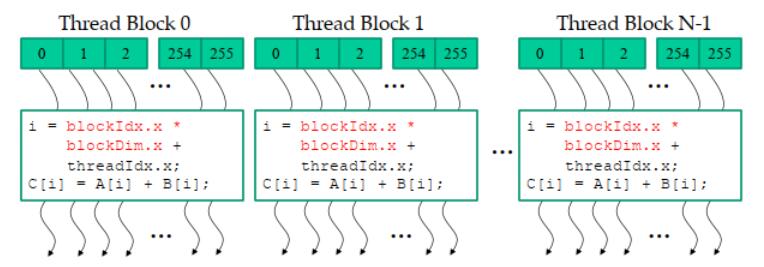 Thread Block 0
0 1 2 254 255
...
i = blockIdx.x *
blockDim.x +
threadIdx.x;
C[i] = A[i] + B[i];
...
Thread Block 1
0 1 2 254 255
...
i = blockIdx.x *
blockDim.x +
threadIdx.x;
C[i] = A[i] + B[i];
...
...
Thread Block N-1
0 1 2 254 255
...
i = blockIdx.x *
blockDim.x +
threadIdx.x;
C[i] = A[i] + B[i];
...